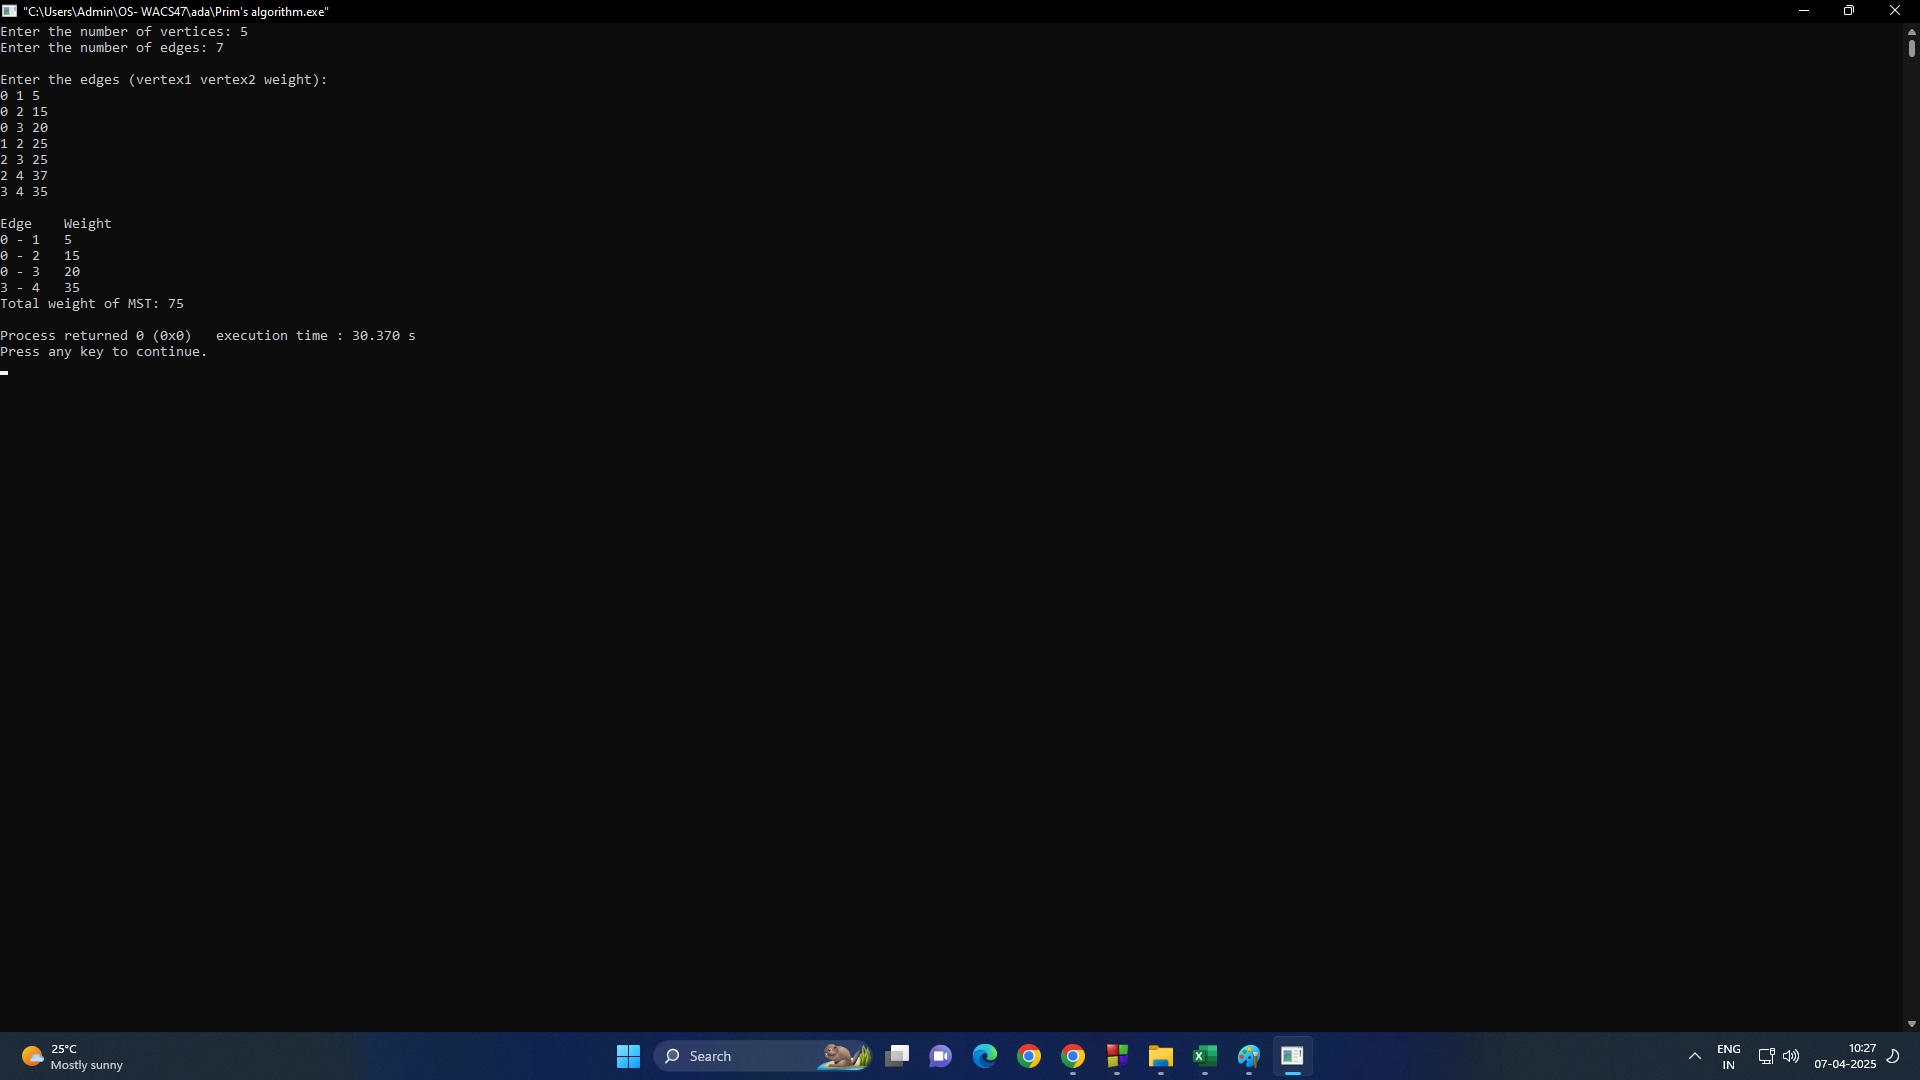 "C:\Users\Admin\OS- WACS47\ada\Prim's algorithm.exe"
Enter the number of vertices: 5
Enter the number of edges: 7
Enter the edges (vertex1 vertex2 weight):
0 1 5
0 2 15
0 3 20
1 2 25
2 3 25
2 4 37
3 4 35
Edge    Weight
0 - 1   5
0 - 2   15
0 - 3   20
3 - 4   35
Total weight of MST: 75
Process returned 0 (0x0)   execution time : 30.370 s
Press any key to continue.
25°C
Mostly sunny
Search
ENG
IN
10:27
07-04-2025